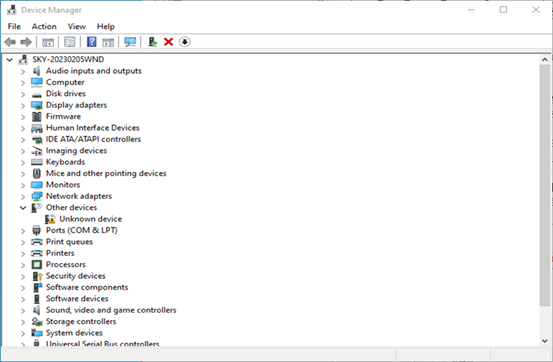 Device Manager
File Action View Help
SKY-20230205WND
Audio inputs and outputs
Computer
Disk drives
Display adapters
Firmware
Human Interface Devices
IDE ATA/ATAPI controllers
Imaging devices
Keyboards
Mice and other pointing devices
Monitors
Network adapters
Other devices
Unknown device
Ports (COM & LPT)
Print queues
Printers
Processors
Security devices
Software components
Software devices
Sound, video and game controllers
Storage controllers
System devices
Universal Serial Bus controllers